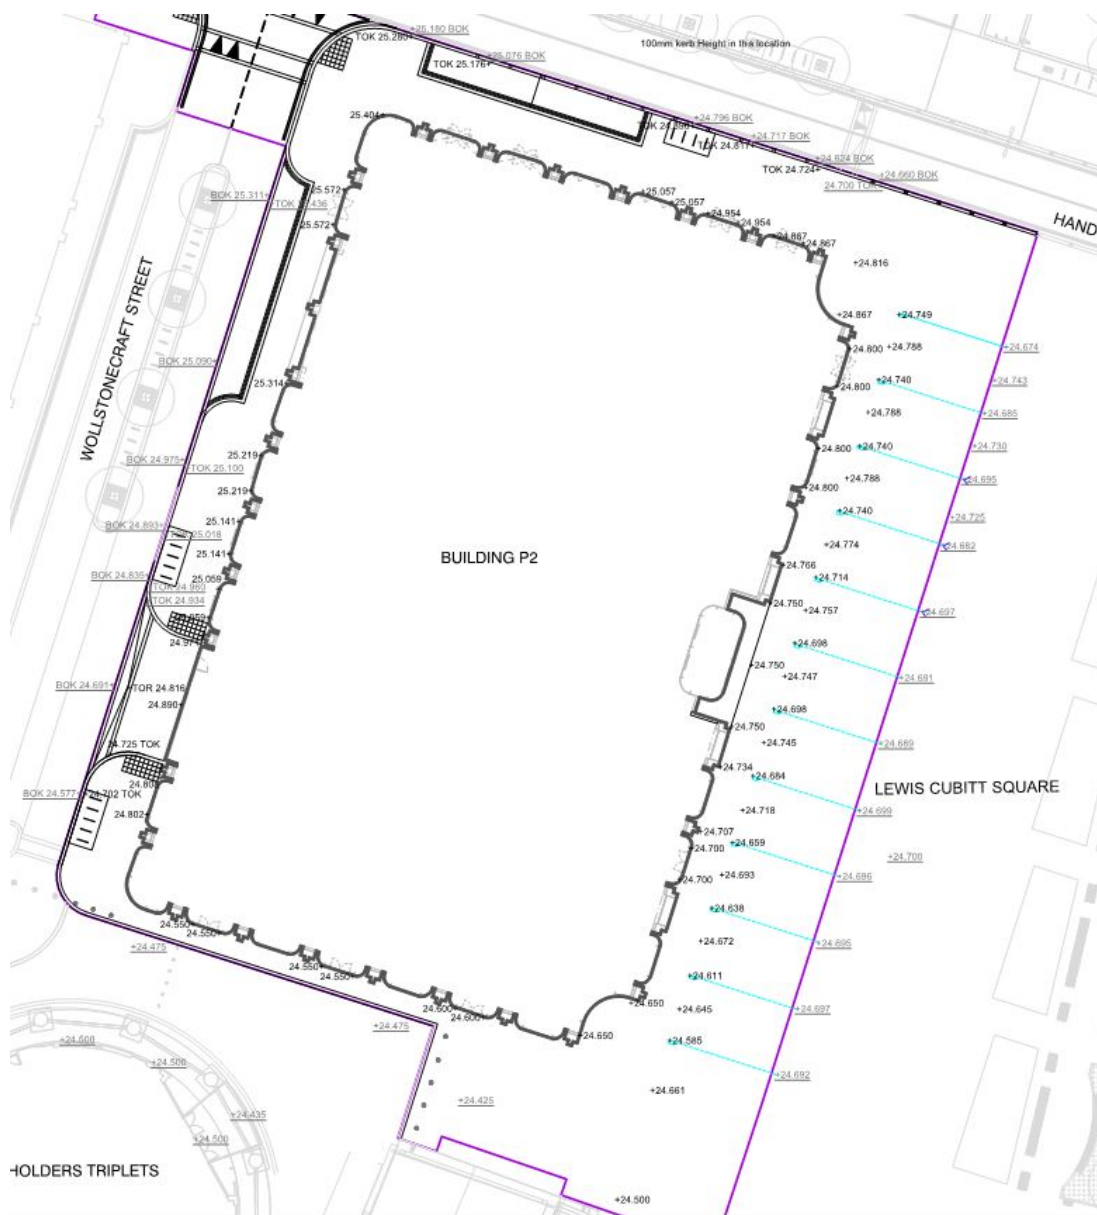 +25.180 BOK
TOK 25.280+
+25.076 BOK
TOK 25.176+
100mm kerb Height in this location
+24.796 BOK
TOK 24.896+
+24.717 BOK
TOK 24.817+
+24.624 BOK
TOK 24.724+
+24.660 BOK
24.700 TOK
HAND
25.404+
25.572+
25.572+
BOK 25.311+
+25.057
+25.057
+24.954
+24.954
+24.867
+24.867
+24.816
+24.867
+24.749
+24.674
+24.800
+24.788
+24.743
+24.800
+24.740
+24.685
+24.788
+24.730
+24.800
+24.740
+24.695
+24.788
+24.800
+24.740
+24.725
+24.682
+24.774
+24.766
+24.714
+24.697
+24.750
+24.757
+24.698
+24.691
+24.750
+24.747
+24.698
+24.689
+24.750
+24.745
+24.734
+24.684
+24.699
+24.718
+24.707
+24.659
+24.686
+24.700
+24.700
+24.693
+24.700
+24.638
+24.695
+24.672
+24.611
+24.697
+24.650
+24.645
+24.650
+24.585
+24.692
+24.661
+24.500
LEWIS CUBITT SQUARE
BUILDING P2
WOLLSTONECRAFT STREET
BOK 25.090+
25.314+
BOK 24.975+
+TOK 25.100
25.219+
25.219+
BOK 24.893+
25.141+
25.141+
BOK 24.835+
25.059+
TOK 24.960
+TOK 24.934
BOK 24.691+
+TOR 24.816
24.890+
24.725 TOK
BOK 24.577+
+24.702 TOK
24.802+
24.550+
24.550+
24.550+
24.550+
24.600+
24.600+
+24.475
+24.475
+24.425
+24.500
+24.500
+24.435
+24.500
HOLDERS TRIPLETS